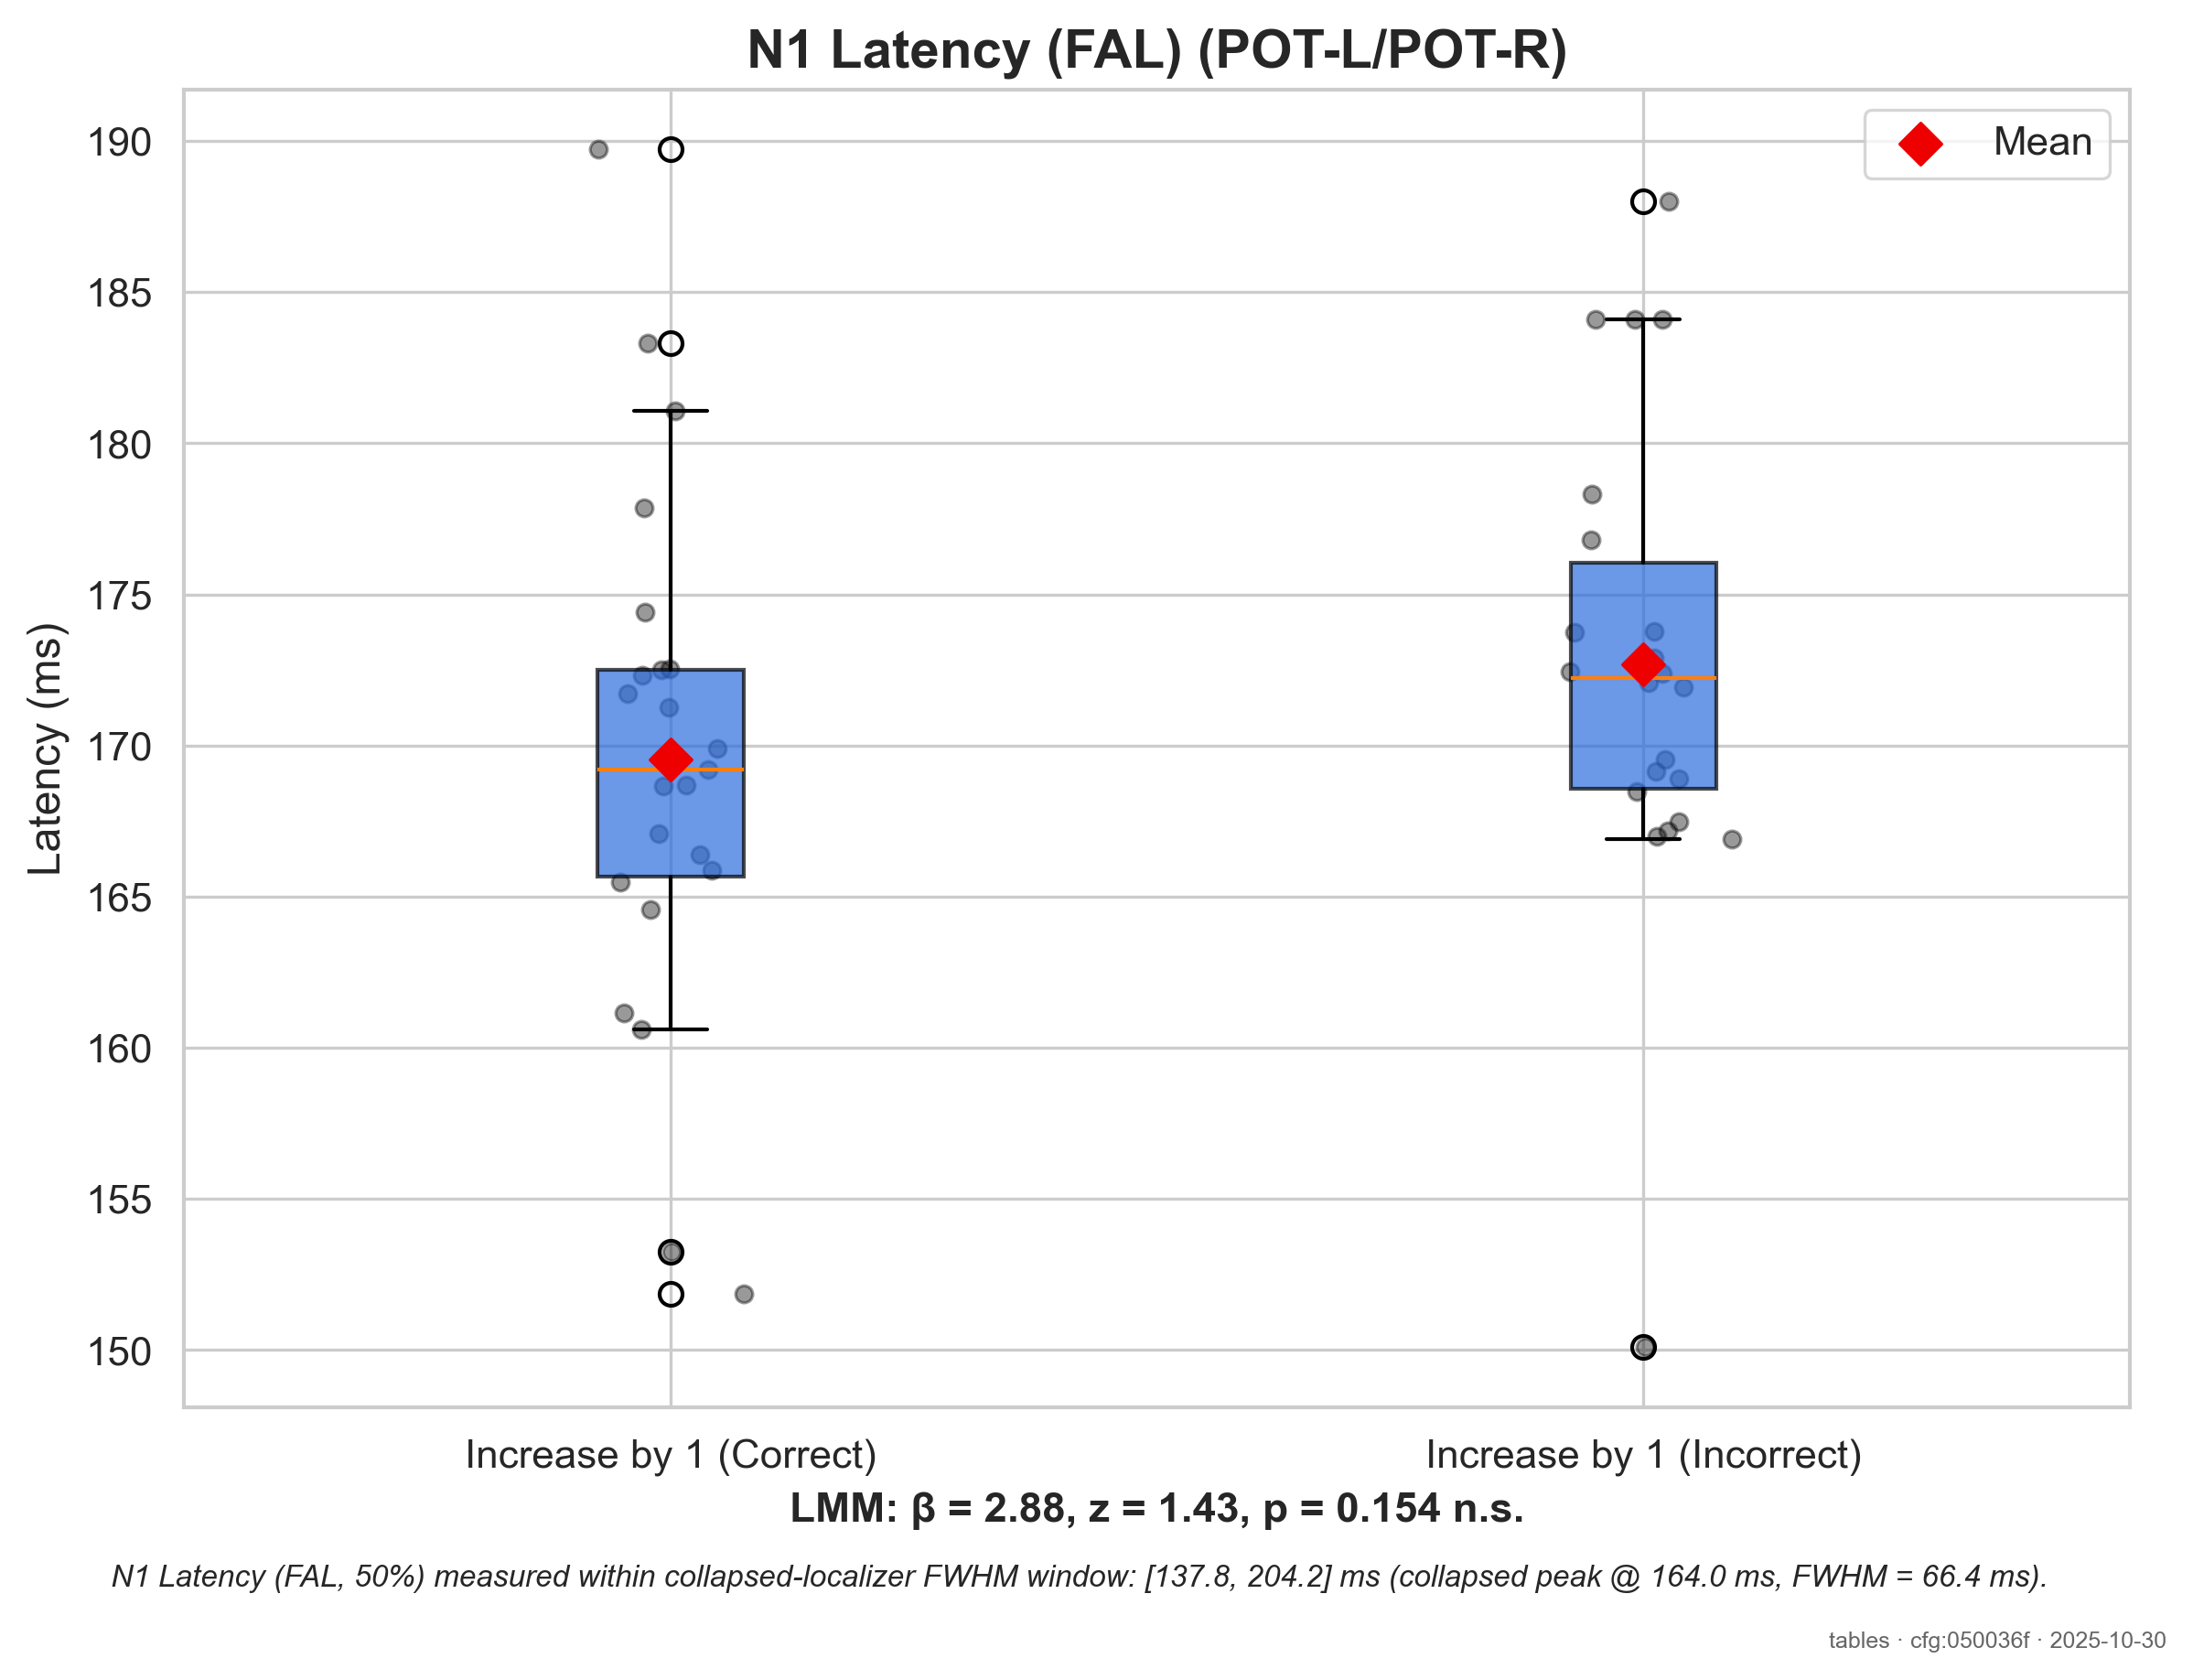 N1 Latency (FAL) (POT-L/POT-R)
Mean
Latency (ms)
190
185
180
175
170
165
160
155
150
Increase by 1 (Correct)
Increase by 1 (Incorrect)
LMM: β = 2.88, z = 1.43, p = 0.154 n.s.
N1 Latency (FAL, 50%) measured within collapsed-localizer FWHM window: [137.8, 204.2] ms (collapsed peak @ 164.0 ms, FWHM = 66.4 ms).
tables · cfg:050036f · 2025-10-30